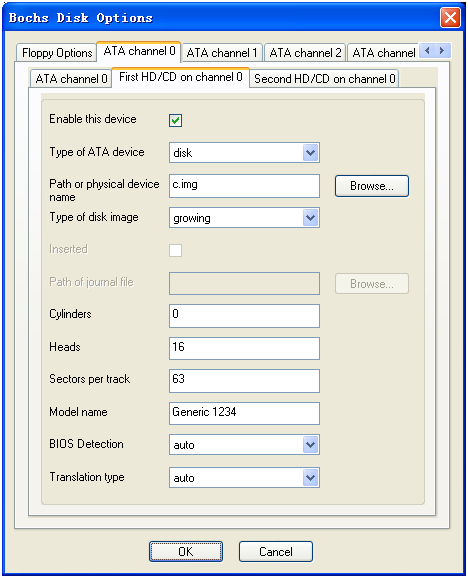 Bochs Disk Options
Floppy Options ATA channel 0 ATA channel 1 ATA channel 2 ATA channel
ATA channel 0 First HD/CD on channel 0 Second HD/CD on channel 0
Enable this device
Type of ATA device disk
Path or physical device name c.img Browse...
Type of disk image growing
Inserted
Path of journal file Browse...
Cylinders 0
Heads 16
Sectors per track 63
Model name Generic 1234
BIOS Detection auto
Translation type auto
OK Cancel